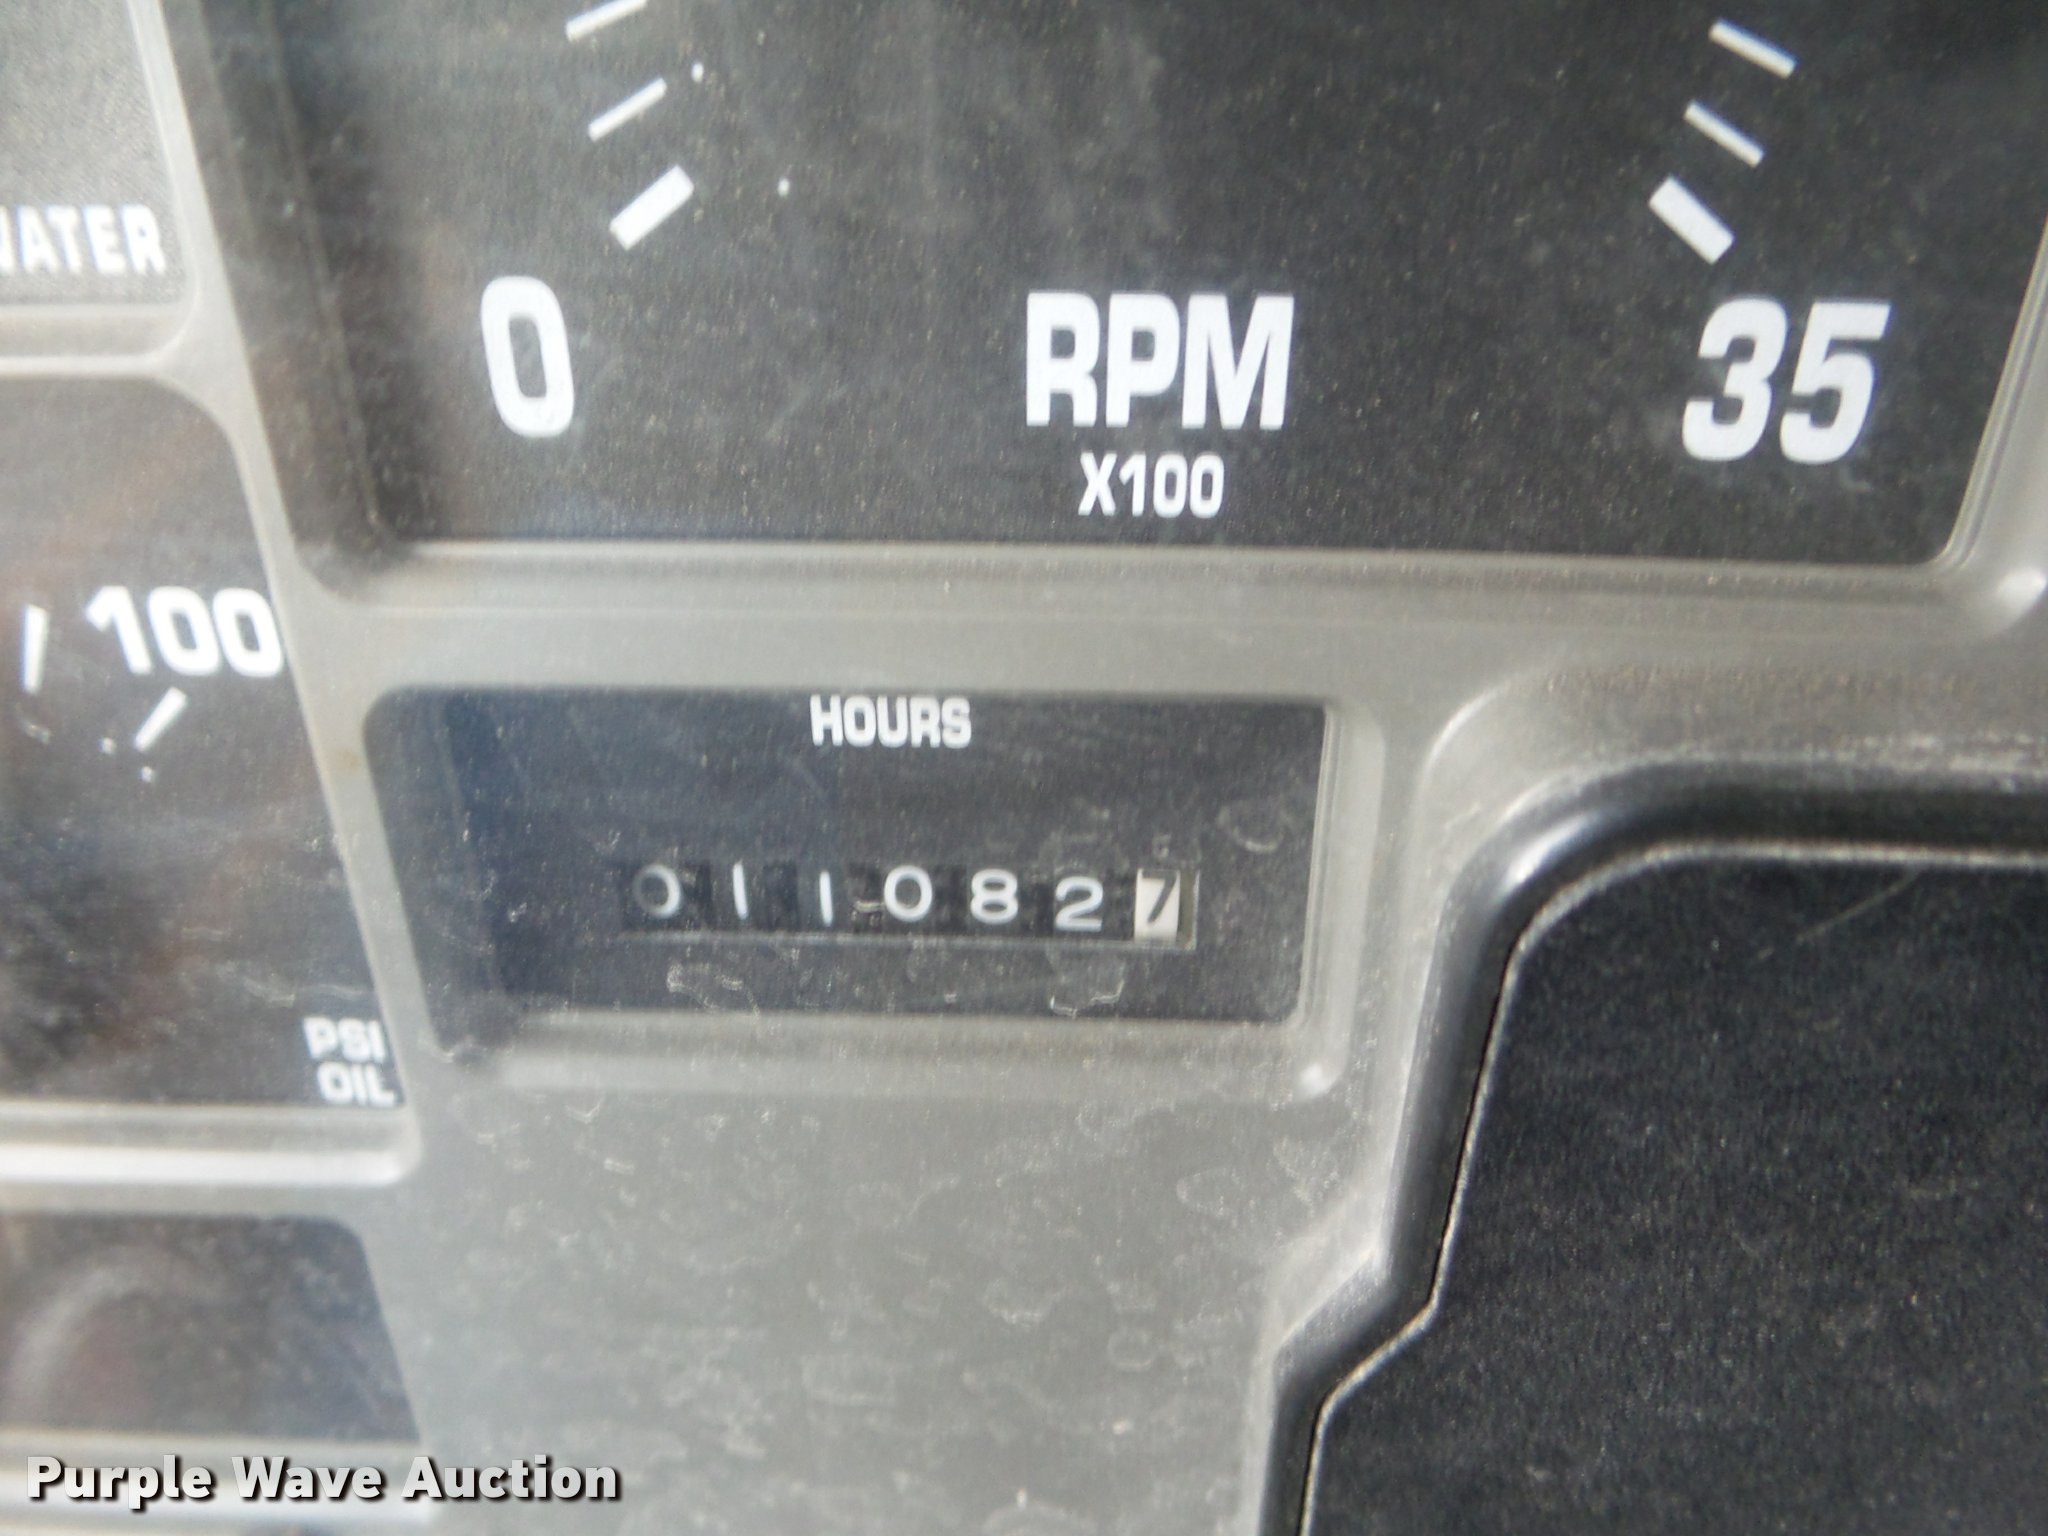 WATER
0 RPM 35
X100
100
HOURS
0110827
PSI
OIL
Purple Wave Auction